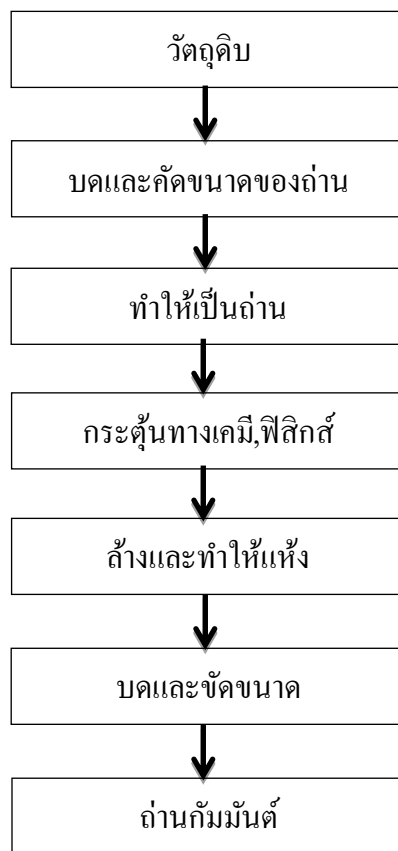 วัตถุดิบ
บดและคัดขนาดของถ่าน
ทำให้เป็นถ่าน
กระตุ้นทางเคมี,ฟิสิกส์
ล้างและทำให้แห้ง
บดและขัดขนาด
ถ่านกัมมันต์